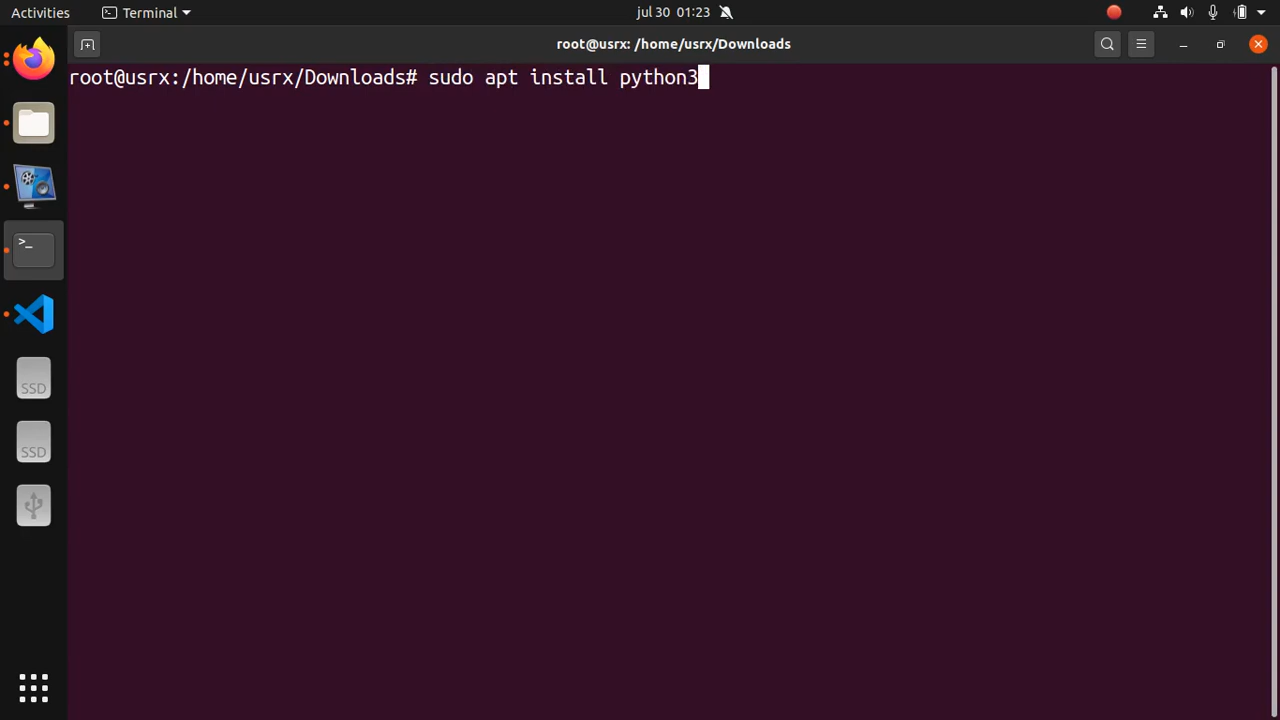 Activities
Terminal
jul 30 01:23
root@usrx: /home/usrx/Downloads
root@usrx:/home/usrx/Downloads# sudo apt install python3
>_
SSD
SSD